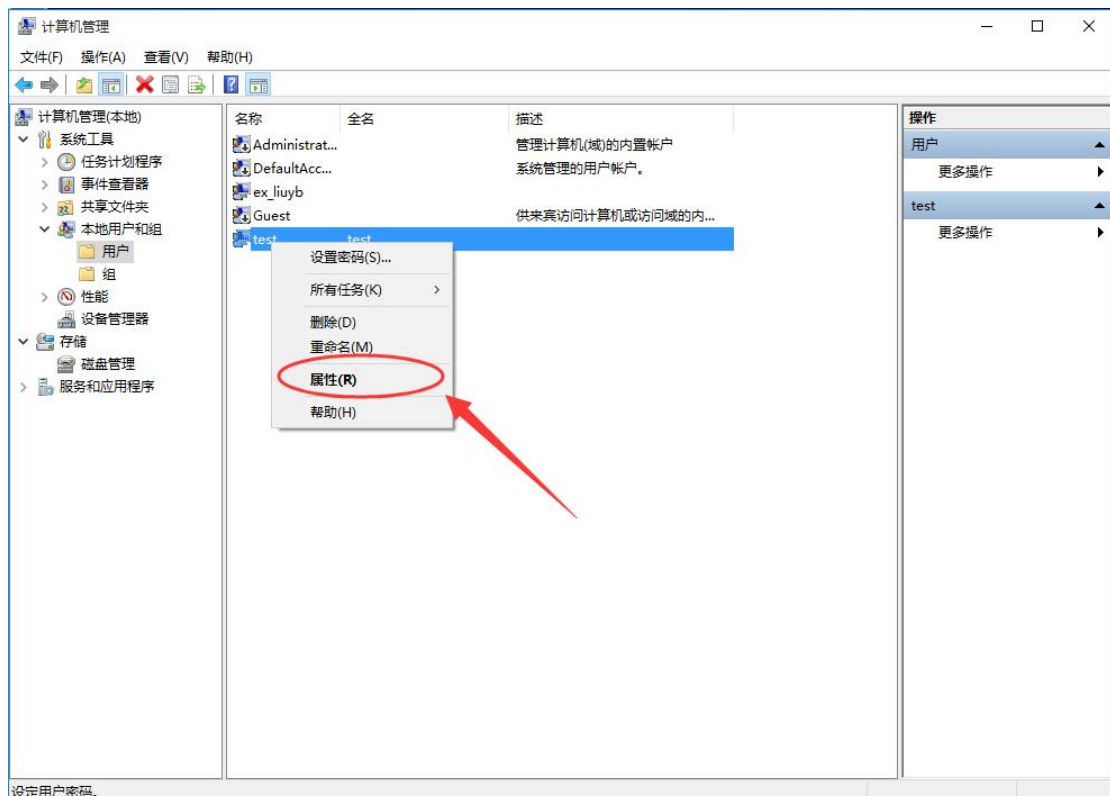 计算机管理
文件(F) 操作(A) 查看(V) 帮助(H)
计算机管理(本地)
系统工具
任务计划程序
事件查看器
共享文件夹
本地用户和组
用户
组
性能
设备管理器
存储
磁盘管理
服务和应用程序
名称 全名 描述
Administrat... 管理计算机(域)的内置帐户
DefaultAcc... 系统管理的用户帐户。
ex_liuyb
Guest 供来宾访问计算机或访问域的内...
test test
设置密码(S)...
所有任务(K)
删除(D)
重命名(M)
属性(R)
帮助(H)
操作
用户
更多操作
test
更多操作
设定用户密码。